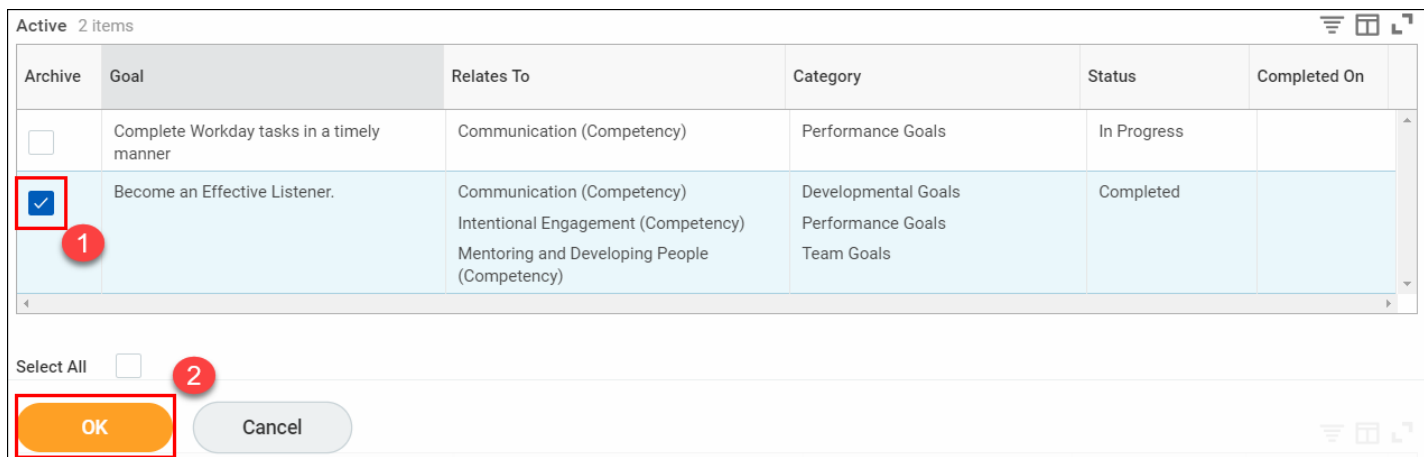 Active 2 items
Archive Goal Relates To Category Status Completed On
Complete Workday tasks in a timely manner Communication (Competency) Performance Goals In Progress
Become an Effective Listener. Communication (Competency) Developmental Goals Completed
Intentional Engagement (Competency) Performance Goals
Mentoring and Developing People (Competency) Team Goals
1
Select All
2
OK Cancel